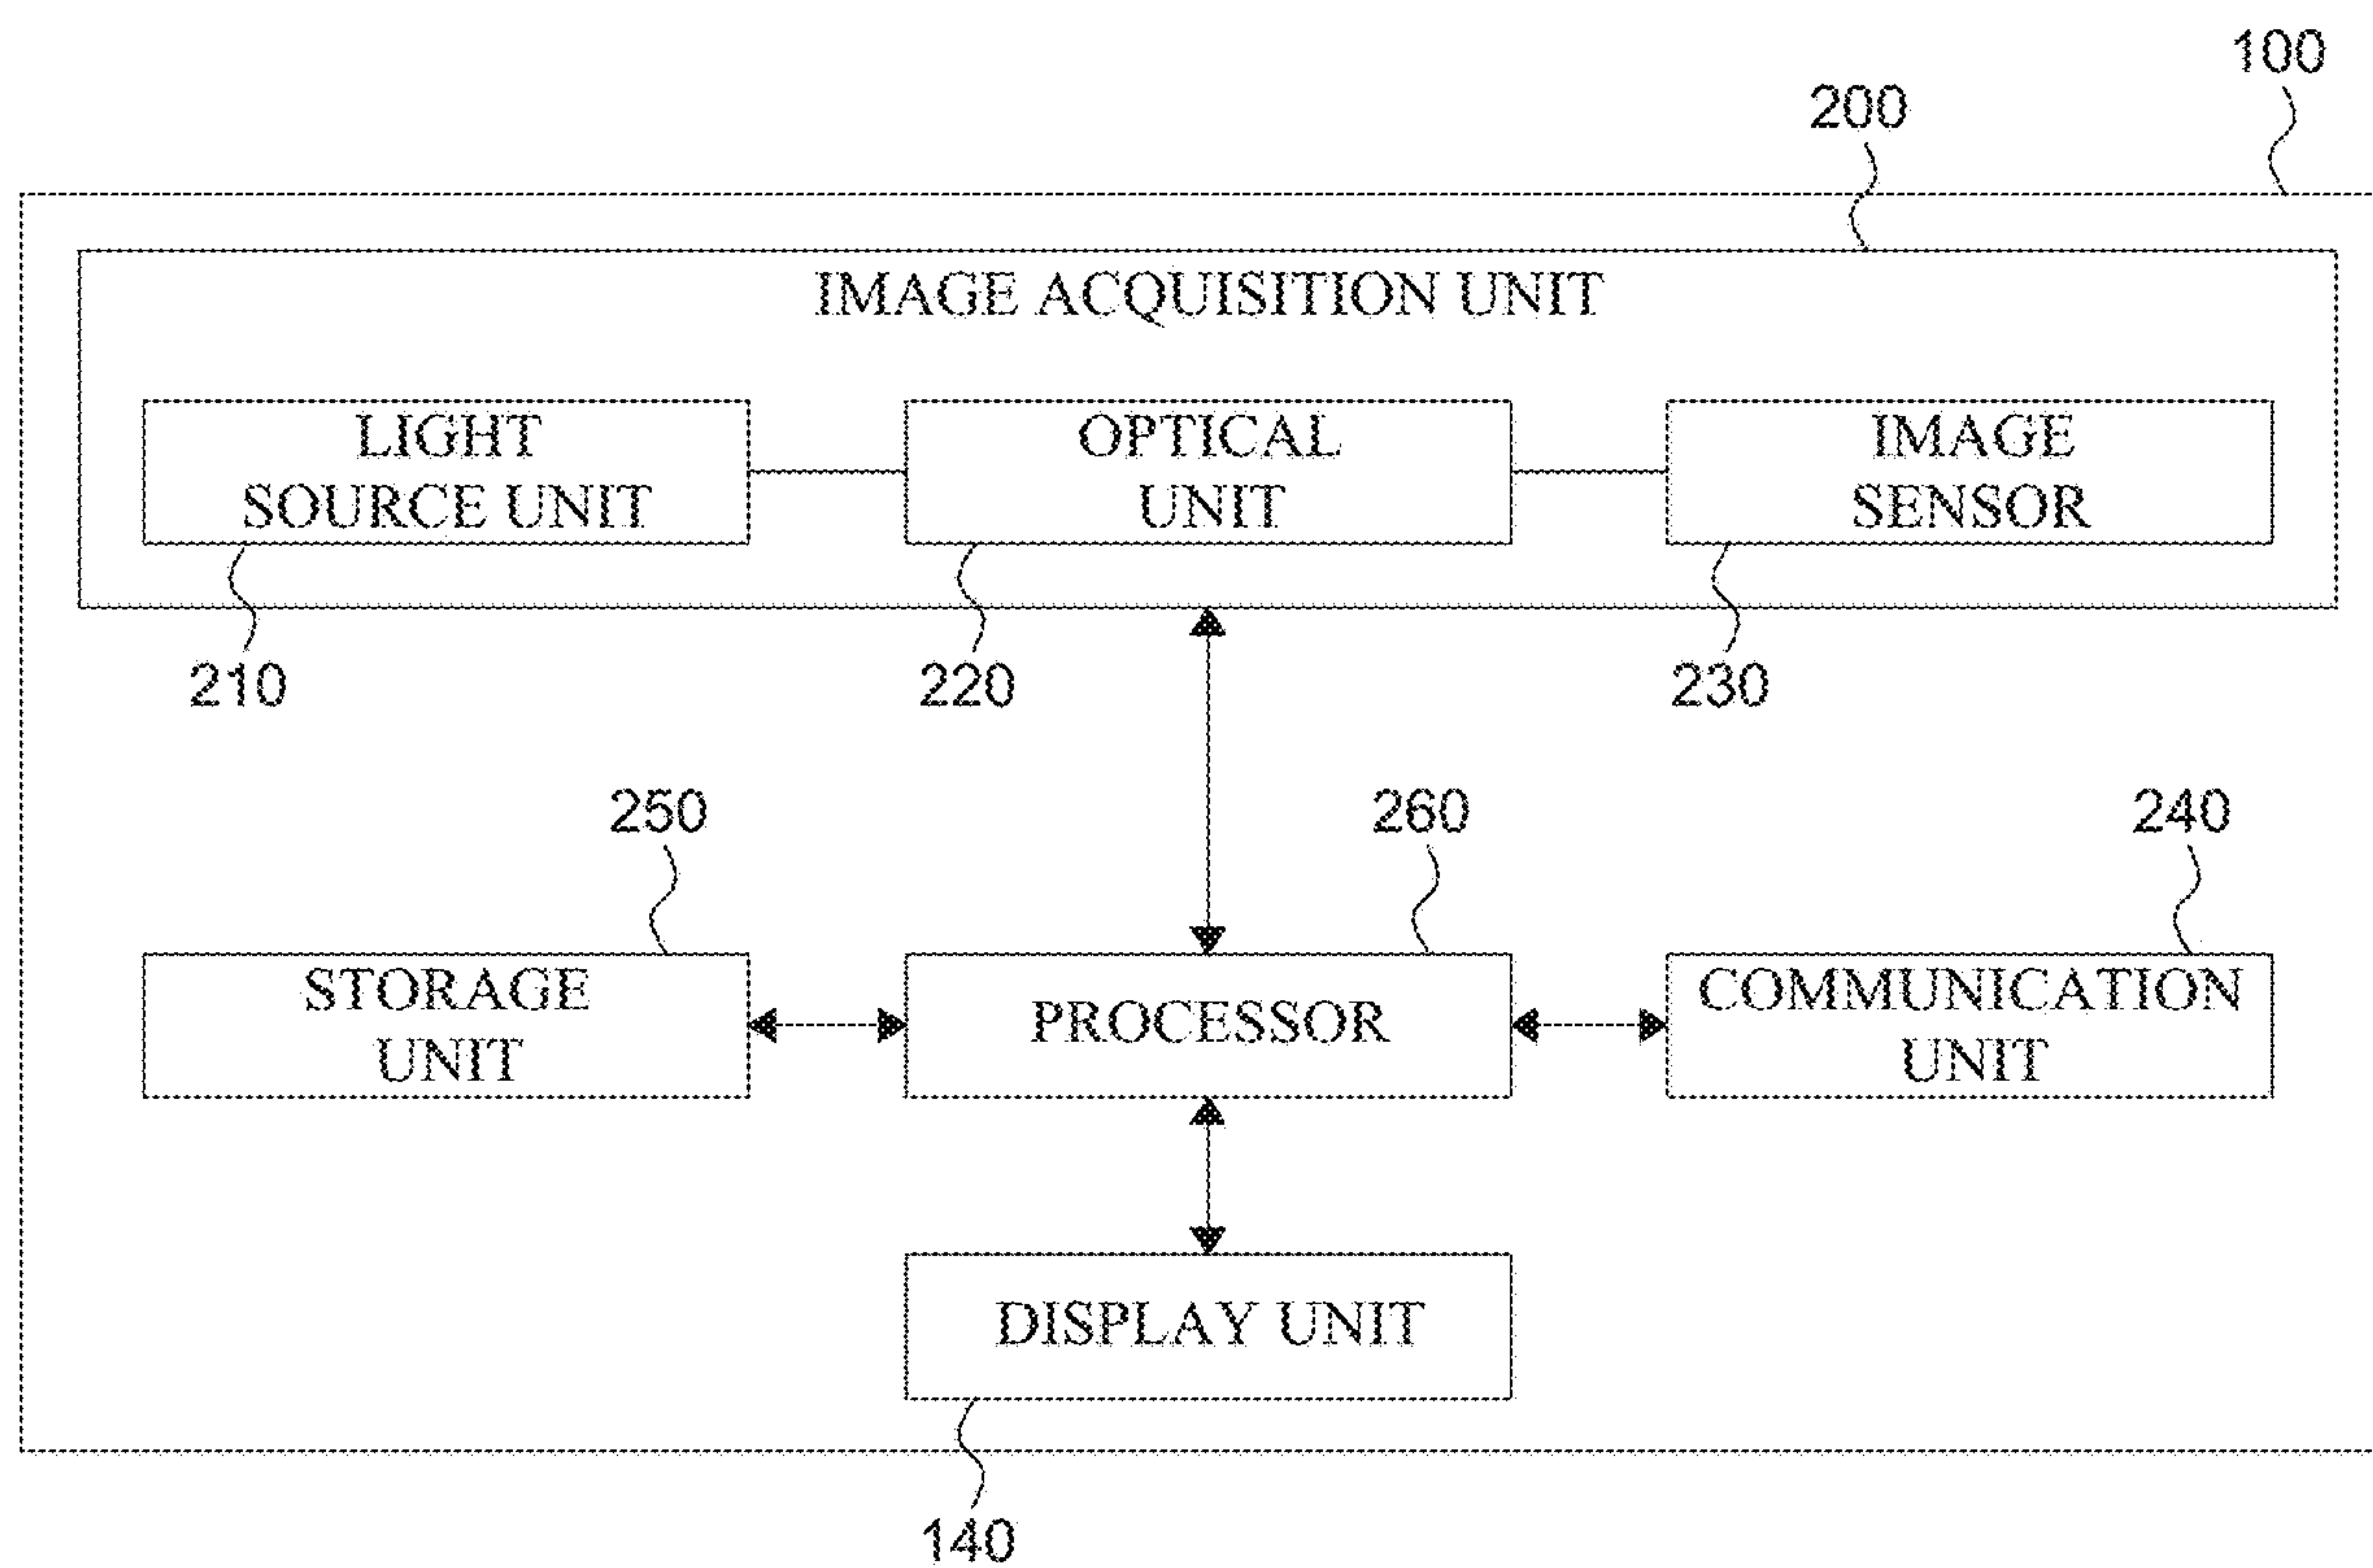 100
200
IMAGE ACQUISITION UNIT
LIGHT
SOURCE UNIT
OPTICAL
UNIT
IMAGE
SENSOR
210
220
230
250
260
240
STORAGE
UNIT
PROCESSOR
COMMUNICATION
UNIT
DISPLAY UNIT
140